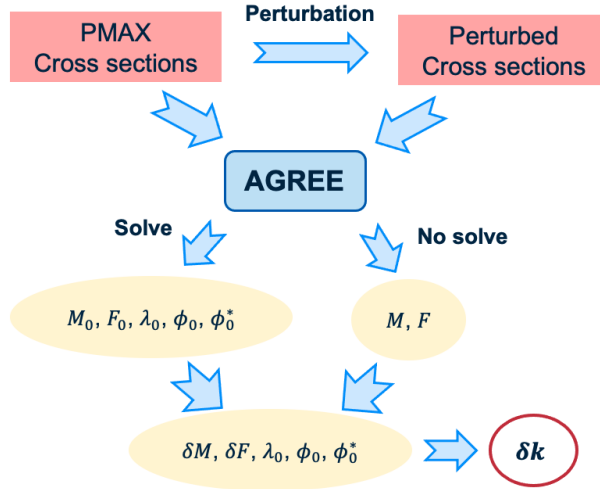 Perturbation
PMAX
Cross sections
Perturbed
Cross sections
AGREE
Solve
No solve
M₀, F₀, λ₀, ϕ₀, ϕ₀*
M, F
δM, δF, λ₀, ϕ₀, ϕ₀*
δk